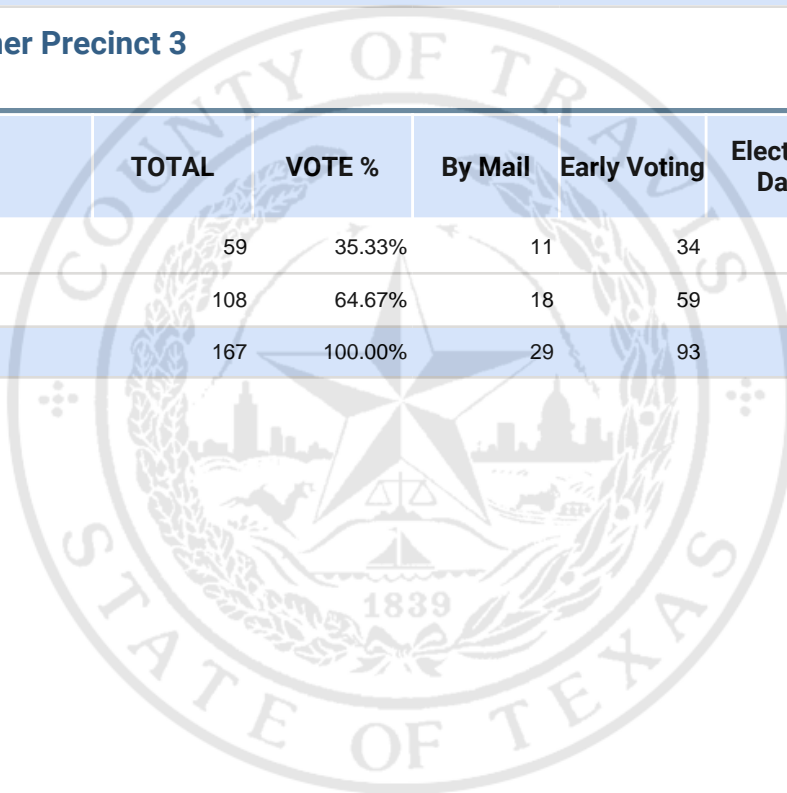 ner Precinct 3
TOTAL VOTE % By Mail Early Voting Elect
Da
59 35.33% 11 34
108 64.67% 18 59
167 100.00% 29 93
COUNTY OF TRAVIS
1839
STATE OF TEXAS